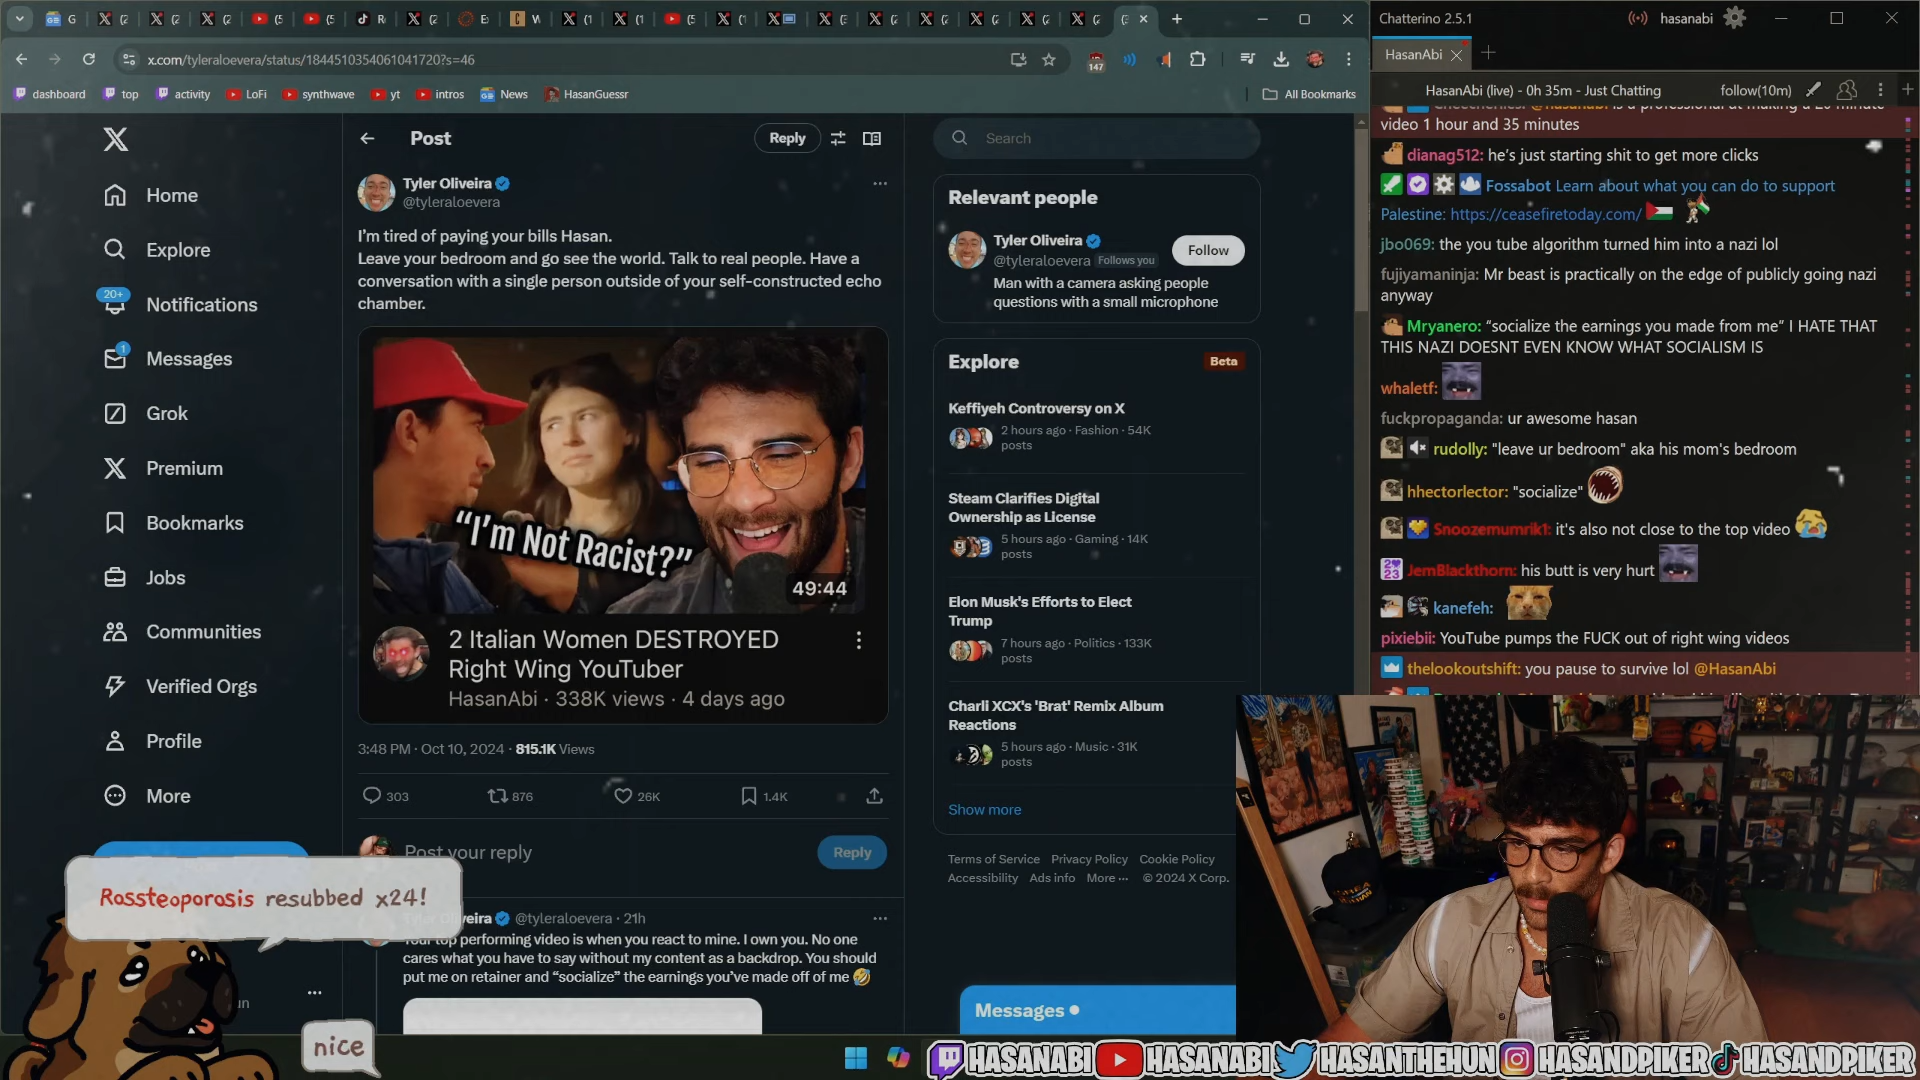 x.com/tyleraloevera/status/1844510354061041720?s=46
147
dashboard
top
activity
LoFi
synthwave
yt
intros
News
HasanGuessr
All Bookmarks
Home
Explore
20+
Notifications
1
Messages
Grok
Premium
Bookmarks
Jobs
Communities
Verified Orgs
Profile
More
Post
Reply
Tyler Oliveira
@tyleraloevera
I'm tired of paying your bills Hasan.
Leave your bedroom and go see the world. Talk to real people. Have a
conversation with a single person outside of your self-constructed echo
chamber.
"I'm Not Racist?"
49:44
2 Italian Women DESTROYED
Right Wing YouTuber
HasanAbi · 338K views · 4 days ago
3:48 PM · Oct 10, 2024 · 815.1K Views
303
876
26K
1.4K
Post your reply
Reply
@tyleraloevera · 21h
top performing video is when you react to mine. I own you. No one
cares what you have to say without my content as a backdrop. You should
put me on retainer and "socialize" the earnings you've made off of me 🤣
Rossteoporosis resubbed x24!
nice
Search
Relevant people
Tyler Oliveira
@tyleraloevera Follows you
Follow
Man with a camera asking people
questions with a small microphone
Explore
Beta
Keffiyeh Controversy on X
2 hours ago · Fashion · 54K
posts
Steam Clarifies Digital
Ownership as License
5 hours ago · Gaming · 14K
posts
Elon Musk's Efforts to Elect
Trump
7 hours ago · Politics · 133K
posts
Charli XCX's 'Brat' Remix Album
Reactions
5 hours ago · Music · 31K
posts
Show more
Terms of Service Privacy Policy Cookie Policy
Accessibility Ads info More ··· © 2024 X Corp.
Messages
Chatterino 2.5.1
hasanabi
HasanAbi
HasanAbi (live) - 0h 35m - Just Chatting
follow(10m)
video 1 hour and 35 minutes
dianag512: he's just starting shit to get more clicks
Fossabot Learn about what you can do to support
Palestine: https://ceasefiretoday.com/
jbo069: the you tube algorithm turned him into a nazi lol
fujiyamaninja: Mr beast is practically on the edge of publicly going nazi
anyway
Mryanero: "socialize the earnings you made from me" I HATE THAT
THIS NAZI DOESNT EVEN KNOW WHAT SOCIALISM IS
whaletf:
fuckpropaganda: ur awesome hasan
rudolly: "leave ur bedroom" aka his mom's bedroom
hhectorlector: "socialize"
Snoozemumrik1: it's also not close to the top video
JemBlackthorn: his butt is very hurt
kanefeh:
pixiebii: YouTube pumps the FUCK out of right wing videos
thelookoutshift: you pause to survive lol @HasanAbi
HASANABI
HASANABI
HASANTHEHUN
HASANDPIKER
HASANDPIKER